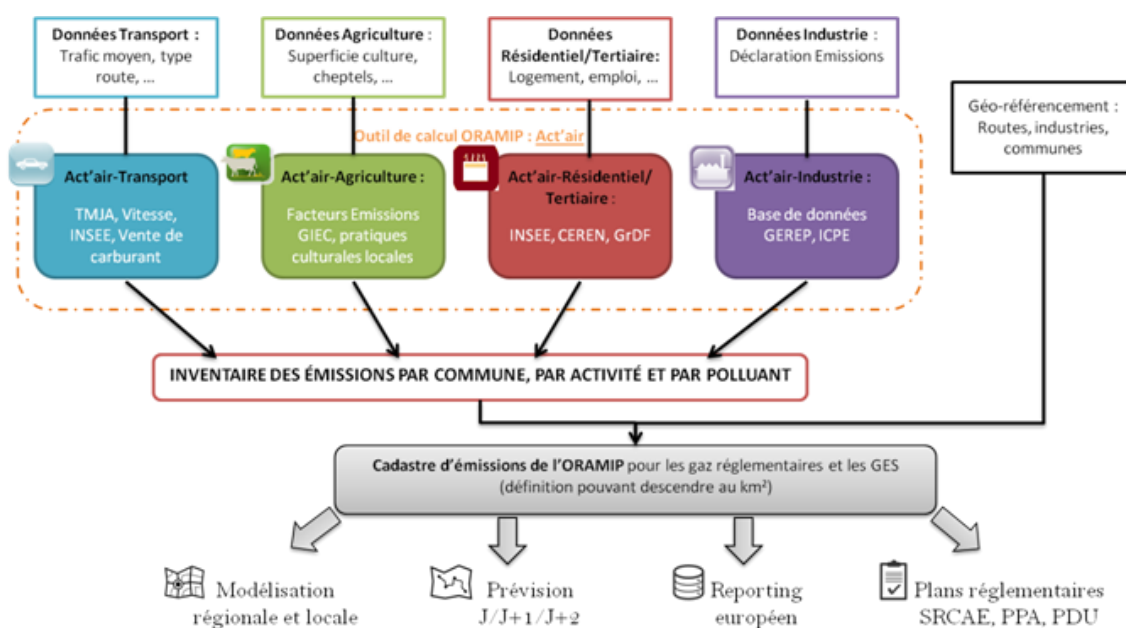 Données Transport :
Trafic moyen, type
route, ...
Données Agriculture :
Superficie culture,
cheptels, ...
Données
Résidentiel/Tertiaire:
Logement, emploi, ...
Données Industrie :
Déclaration Emissions
Géo-référencement :
Routes, industries,
communes
Outil de calcul ORAMIP : Act'air
Act'air-Transport
TMJA, Vitesse,
INSEE, Vente de
carburant
Act'air-Agriculture :
Facteurs Emissions
GIEC, pratiques
culturales locales
Act'air-Résidentiel/
Tertiaire :
INSEE, CEREN, GrDF
Act'air-Industrie :
Base de données
GEREP, ICPE
INVENTAIRE DES ÉMISSIONS PAR COMMUNE, PAR ACTIVITÉ ET PAR POLLUANT
Cadastre d'émissions de l'ORAMIP pour les gaz réglementaires et les GES
(définition pouvant descendre au km²)
Modélisation
régionale et locale
Prévision
J/J+1/J+2
Reporting
européen
Plans réglementaires
SRCAE, PPA, PDU